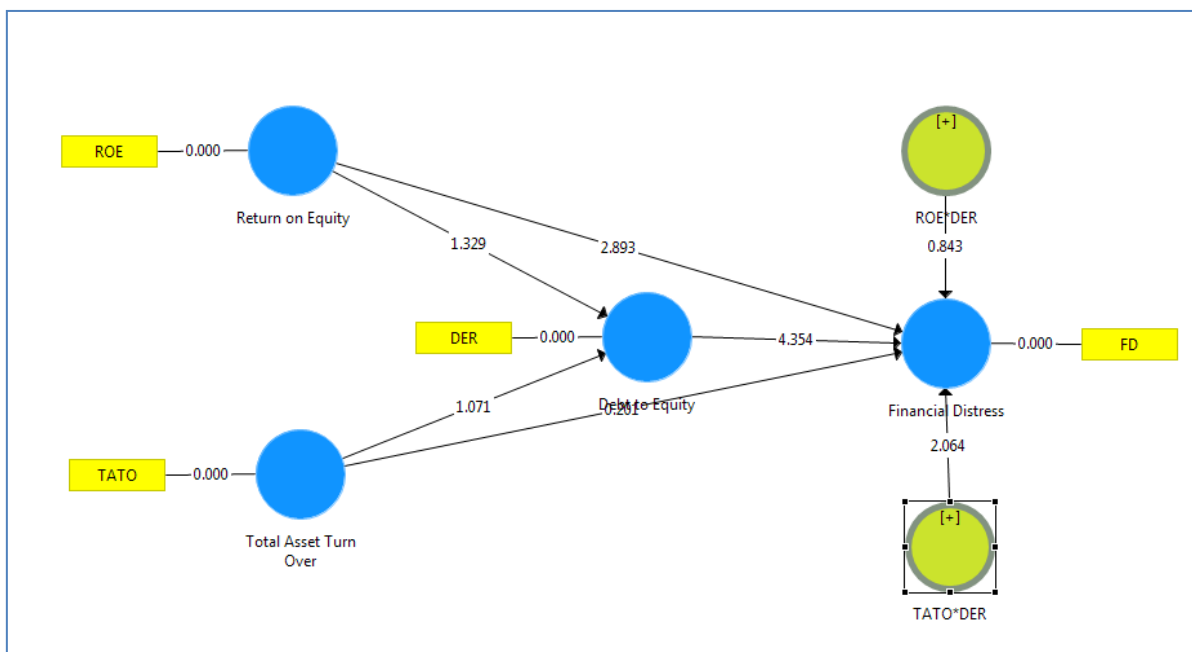 [+]
ROE
0.000
Return on Equity
ROE*DER
1.329
2.893
0.843
DER
0.000
4.354
0.000
FD
1.071
Debt to Equity
0.201
Financial Distress
2.064
TATO
0.000
[+]
Total Asset Turn
Over
TATO*DER